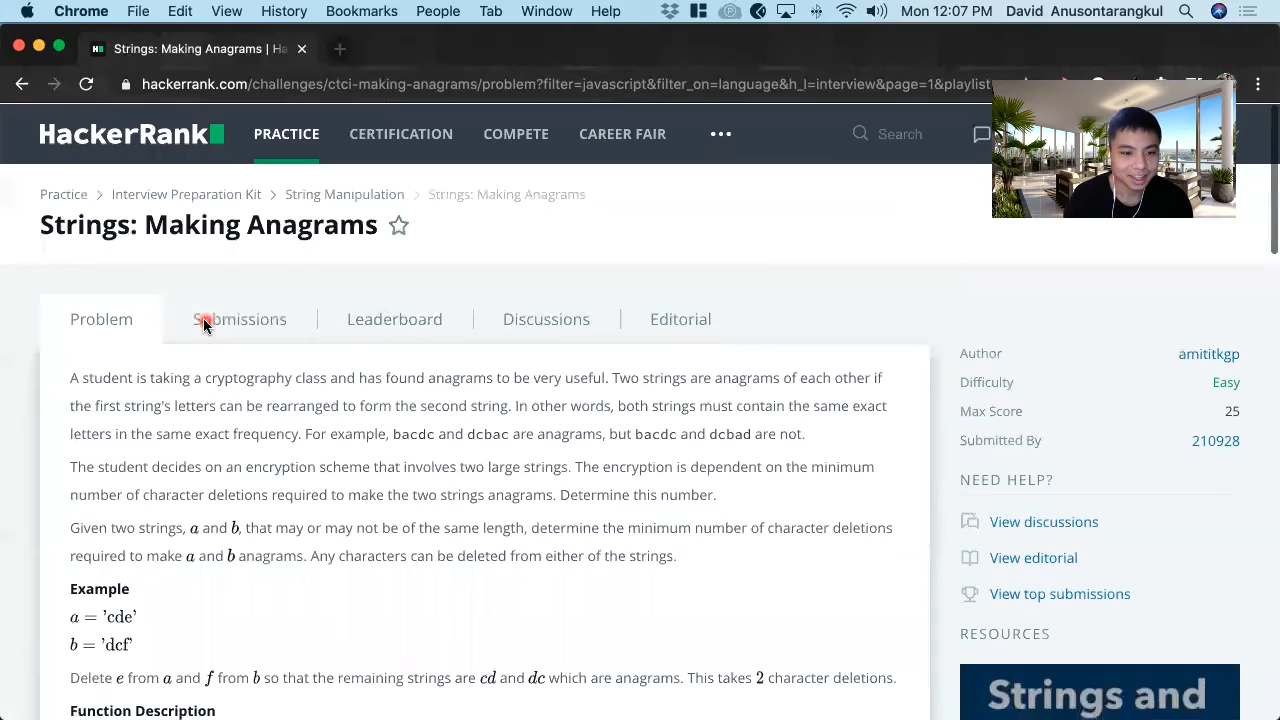 Chrome File Edit View History Bookmarks People Tab Window Help Mon 12:07 PM David Anusontarangkul
Strings: Making Anagrams | Ha
hackerrank.com/challenges/ctci-making-anagrams/problem?filter=javascript&filter_on=language&h_l=interview&page=1&playlist
HackerRank PRACTICE CERTIFICATION COMPETE CAREER FAIR ••• Search
Practice > Interview Preparation Kit > String Manipulation > Strings: Making Anagrams
Strings: Making Anagrams
Problem Submissions Leaderboard Discussions Editorial
A student is taking a cryptography class and has found anagrams to be very useful. Two strings are anagrams of each other if
the first string's letters can be rearranged to form the second string. In other words, both strings must contain the same exact
letters in the same exact frequency. For example, bacdc and dcbac are anagrams, but bacdc and dcbad are not.
The student decides on an encryption scheme that involves two large strings. The encryption is dependent on the minimum
number of character deletions required to make the two strings anagrams. Determine this number.
Given two strings, a and b, that may or may not be of the same length, determine the minimum number of character deletions
required to make a and b anagrams. Any characters can be deleted from either of the strings.
Example
a = 'cde'
b = 'dcf'
Delete e from a and f from b so that the remaining strings are cd and dc which are anagrams. This takes 2 character deletions.
Function Description
Author amititkgp
Difficulty Easy
Max Score 25
Submitted By 210928
NEED HELP?
View discussions
View editorial
View top submissions
RESOURCES
Strings and